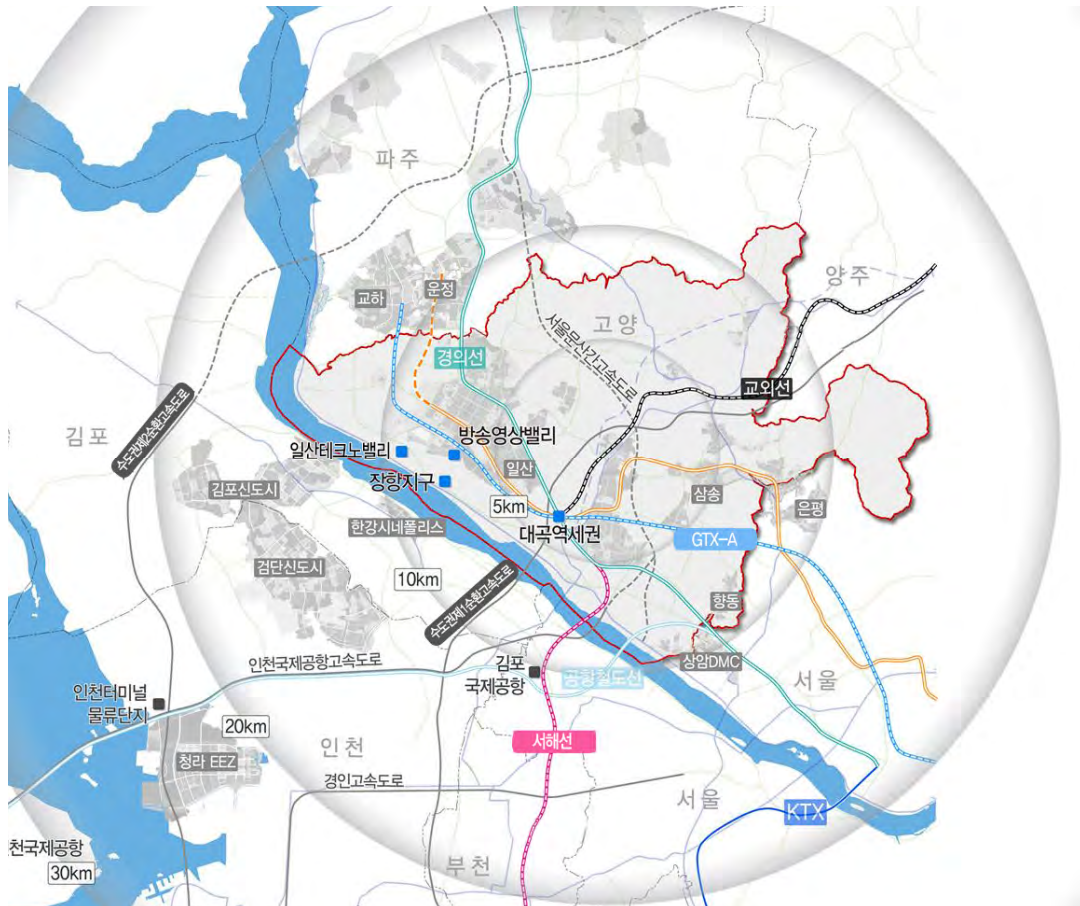 파주
양주
운정
교하
고양
서울문산간고속도로
경의선
교외선
수도권제2순환고속도로
김포
방송영상밸리
일산테크노밸리
일산
장항지구
김포신도시
삼송
5km
은평
한강시네폴리스
대곡역세권
GTX-A
검단신도시
10km
수도권제1순환고속도로
향동
인천국제공항고속도로
김포
국제공항
상암DMC
공항철도선
서울
인천터미널
물류단지
20km
서해선
인천
청라 EEZ
경인고속도로
서울
KTX
천국제공항
부천
30km